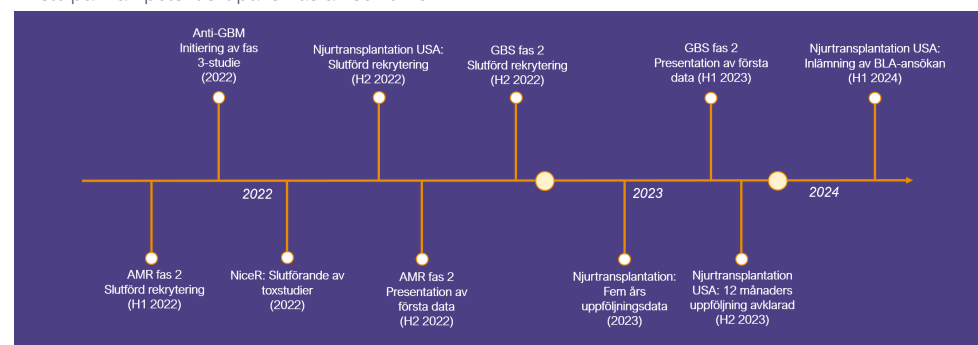 Anti-GBM
Initiering av fas
3-studie
(2022)
Njurtransplantation USA:
Slutförd rekrytering
(H2 2022)
GBS fas 2
Slutförd rekrytering
(H2 2022)
GBS fas 2
Presentation av första
data (H1 2023)
Njurtransplantation USA:
Inlämning av BLA-ansökan
(H1 2024)
2022
2023
2024
AMR fas 2
Slutförd rekrytering
(H1 2022)
NiceR: Slutförande av
toxstudier
(2022)
AMR fas 2
Presentation av
första data
(H2 2022)
Njurtransplantation:
Fem års
uppföljningsdata
(2023)
Njurtransplantation
USA: 12 månaders
uppföljning avklarad
(H2 2023)